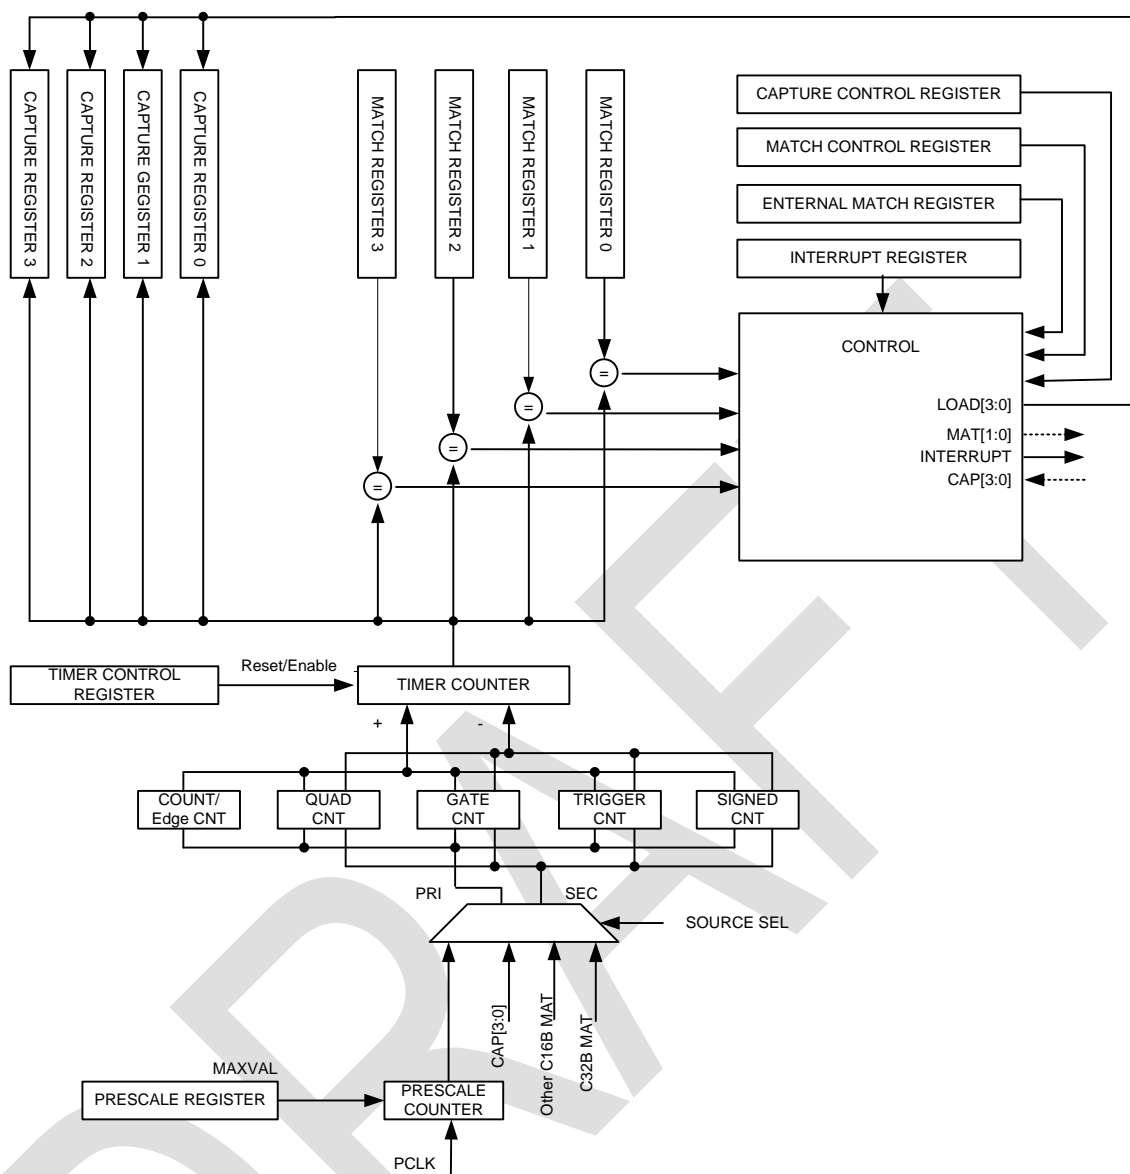 CAPTURE REGISTER 3
CAPTURE REGISTER 2
CAPTURE GEGISTER 1
CAPTURE REGISTER 0
MATCH REGISTER 3
MATCH REGISTER 2
MATCH REGISTER 1
MATCH REGISTER 0
CAPTURE CONTROL REGISTER
MATCH CONTROL REGISTER
ENTERNAL MATCH REGISTER
INTERRUPT REGISTER
CONTROL
LOAD[3:0]
MAT[1:0]
INTERRUPT
CAP[3:0]
=
=
=
=
TIMER CONTROL
REGISTER
Reset/Enable
TIMER COUNTER
+
-
COUNT/
Edge CNT
QUAD
CNT
GATE
CNT
TRIGGER
CNT
SIGNED
CNT
PRI
SEC
SOURCE SEL
CAP[3:0]
Other C16B MAT
C32B MAT
MAXVAL
PRESCALE REGISTER
PRESCALE
COUNTER
PCLK
DRAFT